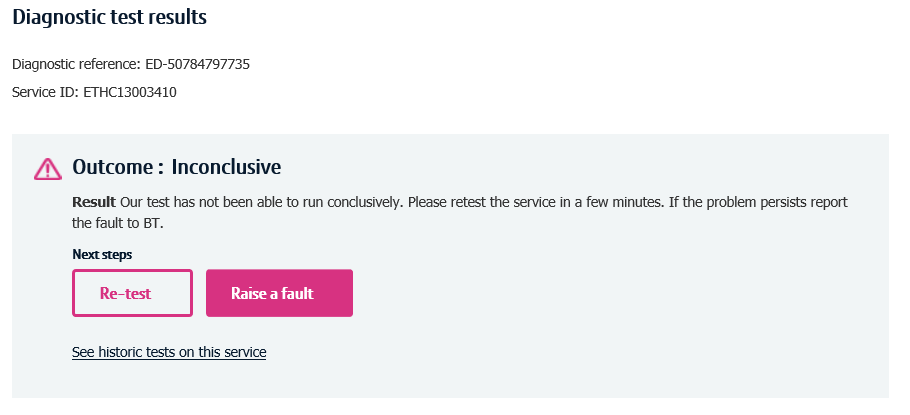 Diagnostic test results
Diagnostic reference: ED-50784797735
Service ID: ETHC13003410
Outcome : Inconclusive
Result Our test has not been able to run conclusively. Please retest the service in a few minutes. If the problem persists report
the fault to BT.
Next steps
Re-test
Raise a fault
See historic tests on this service